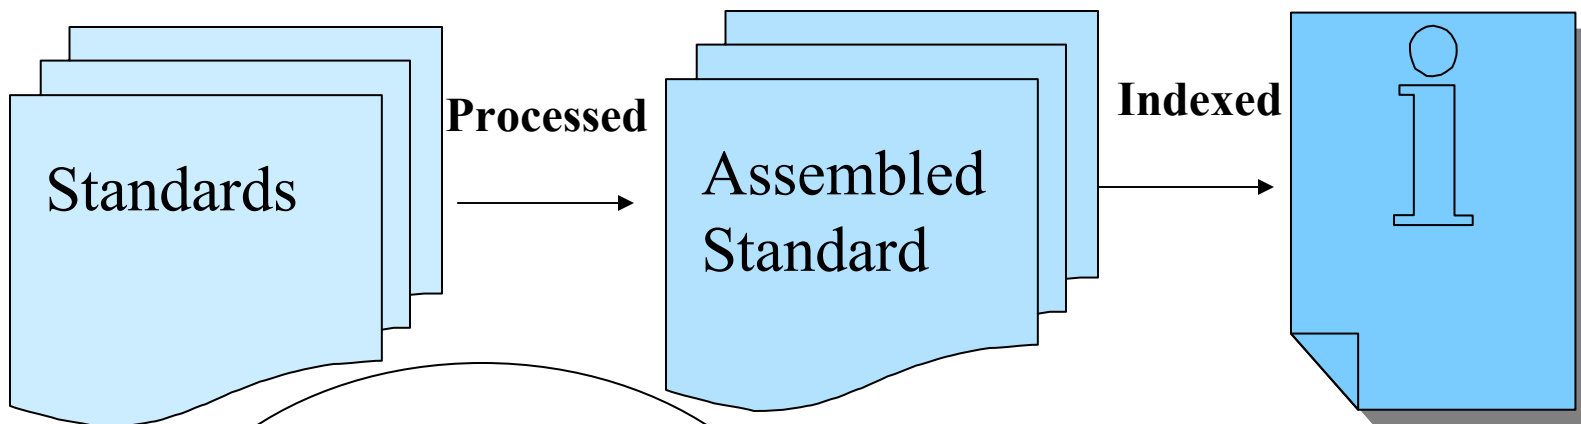 Standards
Processed
Assembled
Standard
Indexed
i